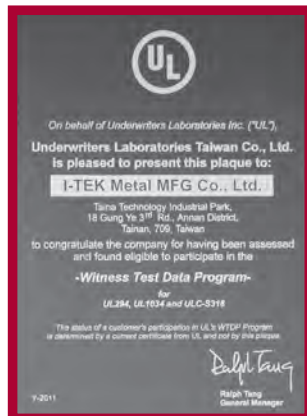 UL
On behalf of Underwriters Laboratories Inc. ("UL"),
Underwriters Laboratories Taiwan Co., Ltd.
is pleased to present this plaque to:
I-TEK Metal MFG Co., Ltd.
Taina Technology Industrial Park,
18 Gung Ye 3rd Rd., Annan District,
Tainan, 709, Taiwan
to congratulate the company for having been assessed
and found eligible to participate in the
-Witness Test Data Program-
for
UL294, UL1034 and ULC-S318
The status of a customer's participation in UL's WTDP Program
is determined by a current certificate from UL and not by this plaque.
Ralph Tang
Ralph Tang
General Manager
Y-2011